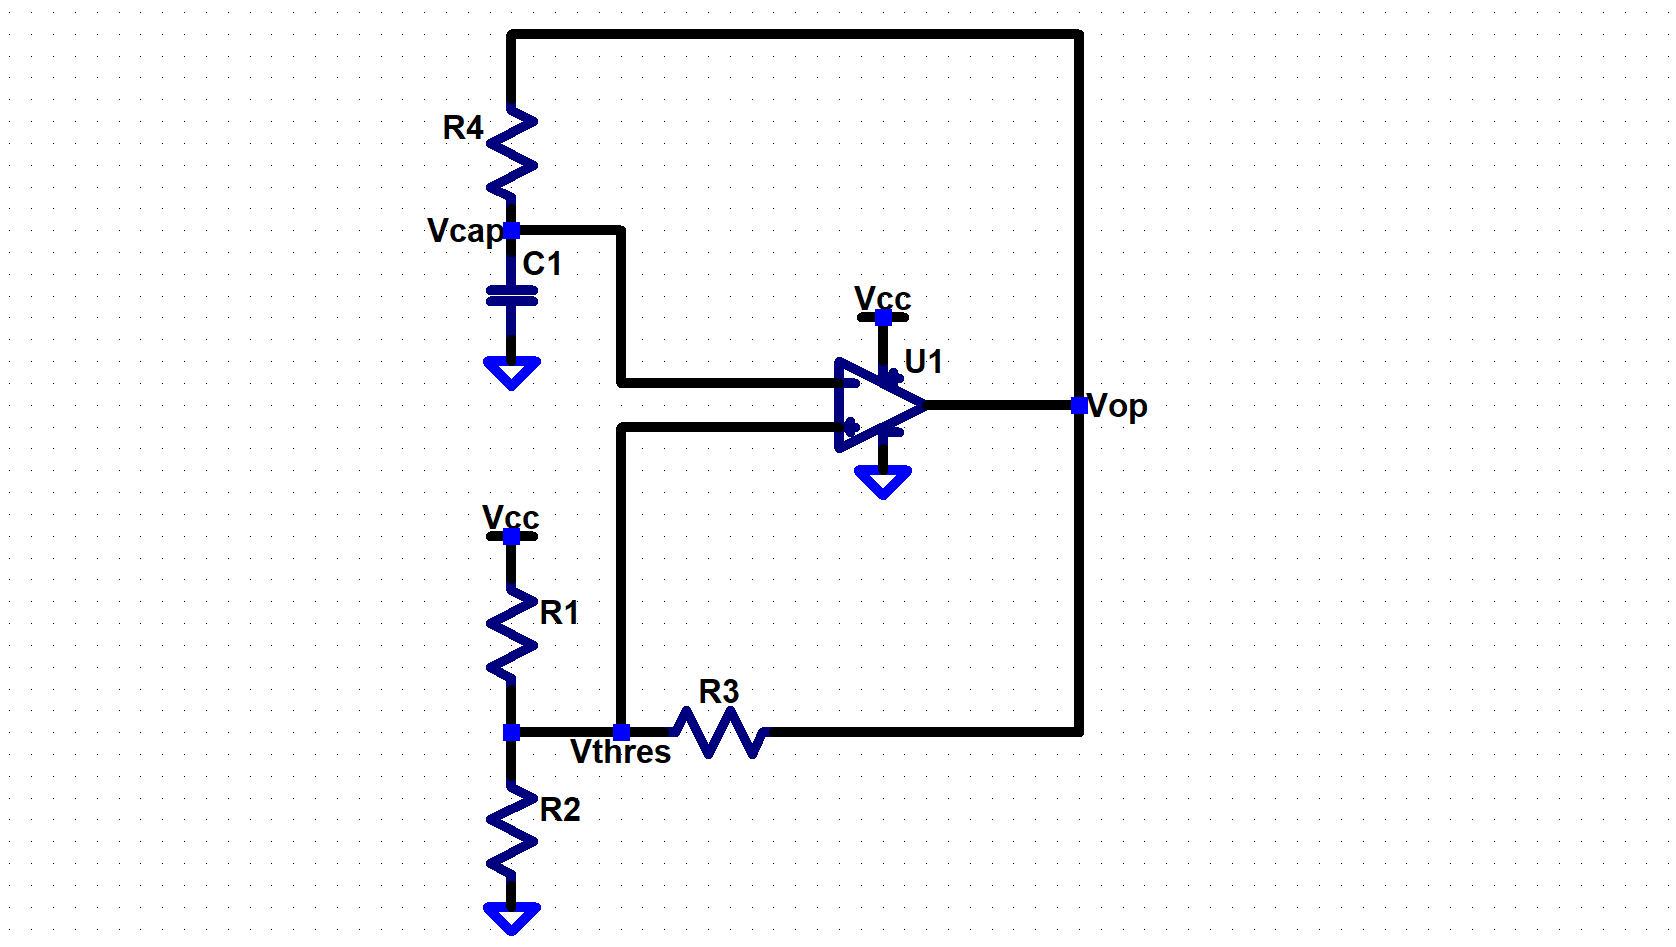 R4
Vcap
C1
Vcc
U1
Vop
Vcc
R1
R3
Vthres
R2